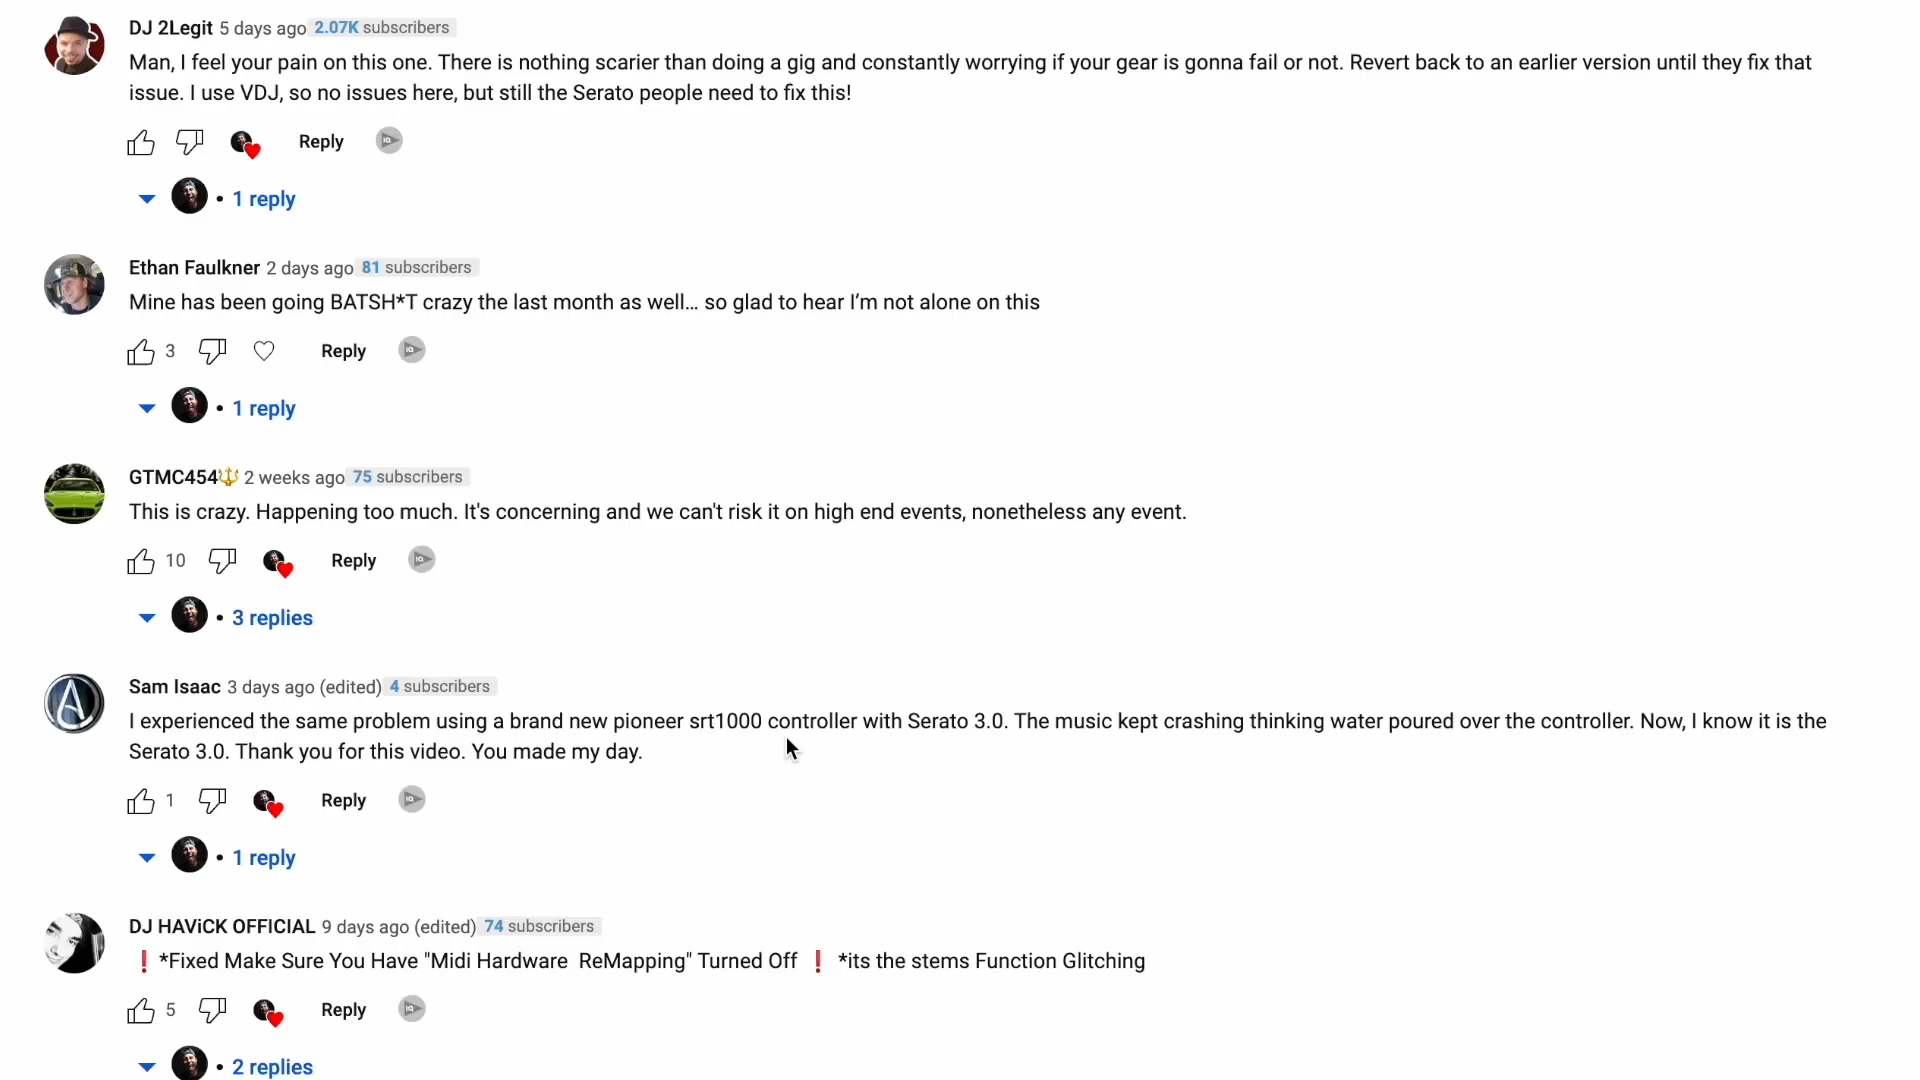 DJ 2Legit 5 days ago 2.07K subscribers
Man, I feel your pain on this one. There is nothing scarier than doing a gig and constantly worrying if your gear is gonna fail or not. Revert back to an earlier version until they fix that
issue. I use VDJ, so no issues here, but still the Serato people need to fix this!
Reply
• 1 reply
Ethan Faulkner 2 days ago 81 subscribers
Mine has been going BATSH*T crazy the last month as well... so glad to hear I'm not alone on this
3 Reply
• 1 reply
GTMC454🔱 2 weeks ago 75 subscribers
This is crazy. Happening too much. It's concerning and we can't risk it on high end events, nonetheless any event.
10 Reply
• 3 replies
Sam Isaac 3 days ago (edited) 4 subscribers
I experienced the same problem using a brand new pioneer srt1000 controller with Serato 3.0. The music kept crashing thinking water poured over the controller. Now, I know it is the
Serato 3.0. Thank you for this video. You made my day.
1 Reply
• 1 reply
DJ HAViCK OFFICIAL 9 days ago (edited) 74 subscribers
❗ *Fixed Make Sure You Have "Midi Hardware ReMapping" Turned Off ❗ *its the stems Function Glitching
5 Reply
• 2 replies